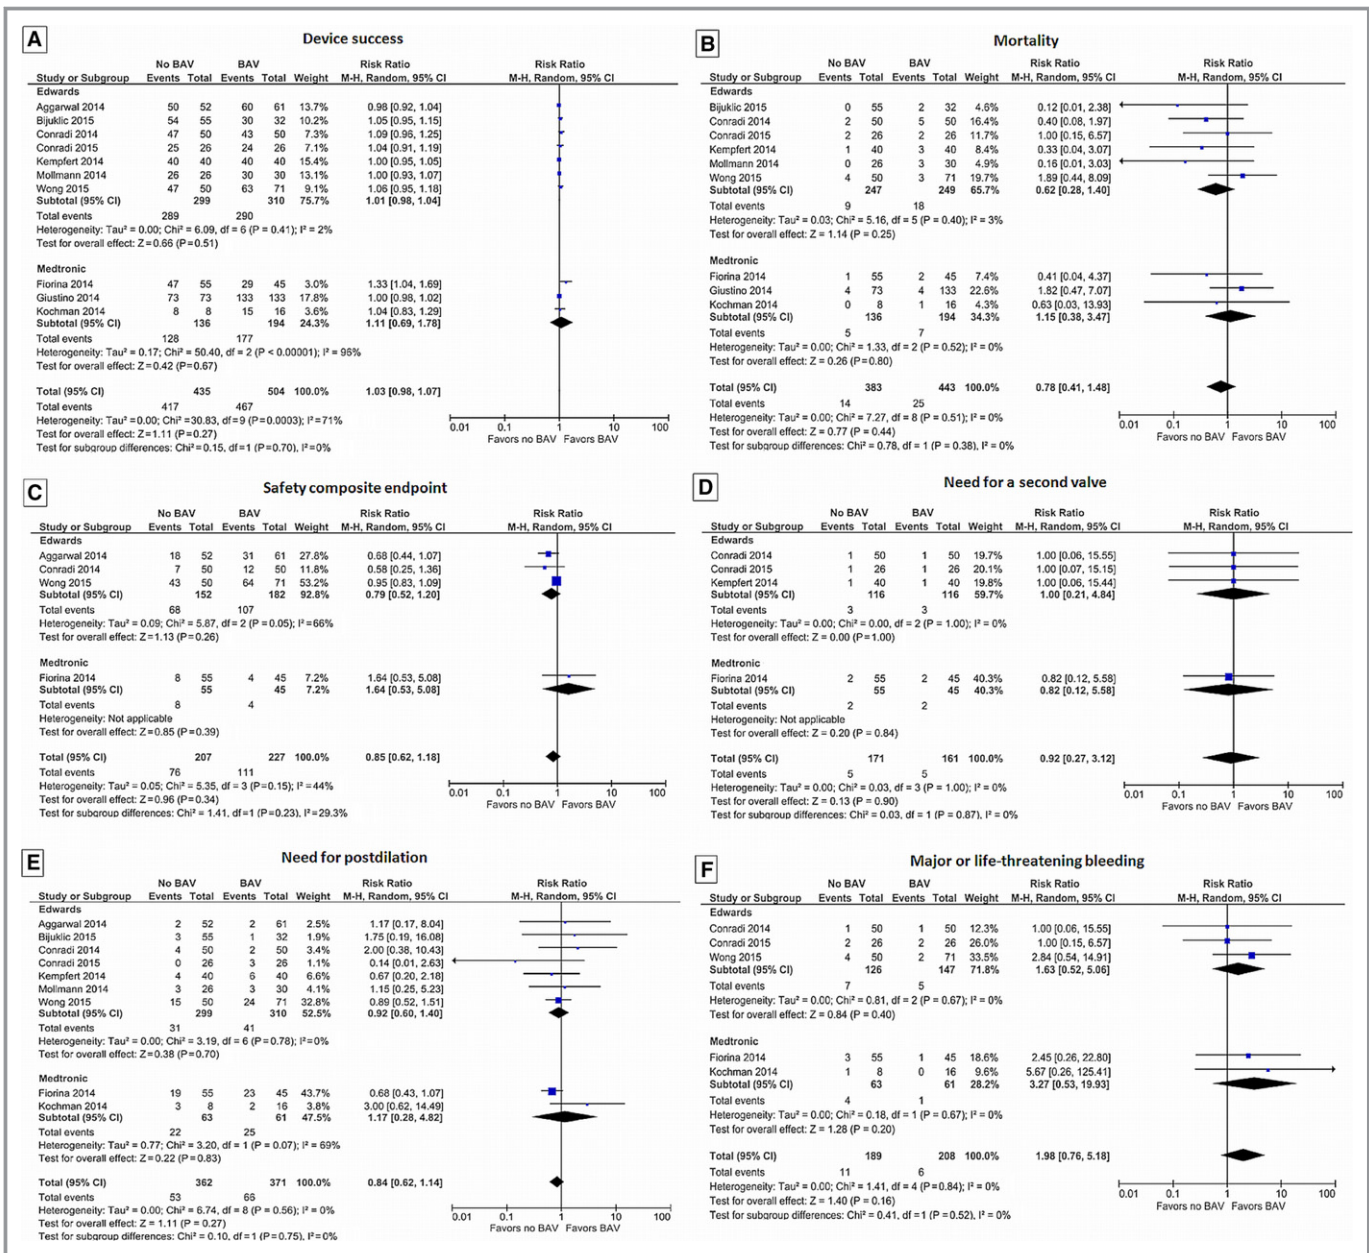 A
Device success
No BAV BAV Risk Ratio Risk Ratio
Study or Subgroup Events Total Events Total Weight M-H, Random, 95% CI M-H, Random, 95% CI
Edwards
Aggarwal 2014 50 52 60 61 13.7% 0.98 [0.92, 1.04]
Bijuklic 2015 54 55 30 32 10.2% 1.05 [0.95, 1.15]
Conradi 2014 47 50 43 50 7.3% 1.09 [0.96, 1.25]
Conradi 2015 25 26 24 26 7.0% 1.04 [0.91, 1.19]
Kempfert 2014 40 40 40 40 15.4% 1.00 [0.95, 1.05]
Mollmann 2014 26 26 30 30 13.1% 1.00 [0.93, 1.07]
Wong 2015 47 50 63 71 9.1% 1.06 [0.95, 1.18]
Subtotal (95% CI) 299 310 75.7% 1.01 [0.98, 1.04]
Total events 289 290
Heterogeneity: Tau² = 0.00; Chi² = 6.09, df = 6 (P = 0.41); I² = 2%
Test for overall effect: Z = 0.66 (P = 0.51)
Medtronic
Fiorina 2014 47 55 29 45 3.0% 1.33 [1.04, 1.69]
Giustino 2014 73 73 133 133 17.8% 1.00 [0.98, 1.02]
Kochman 2014 8 8 15 16 3.6% 1.04 [0.83, 1.29]
Subtotal (95% CI) 136 194 24.3% 1.11 [0.69, 1.78]
Total events 128 177
Heterogeneity: Tau² = 0.17; Chi² = 50.40, df = 2 (P < 0.00001); I² = 96%
Test for overall effect: Z = 0.42 (P = 0.67)
Total (95% CI) 435 504 100.0% 1.03 [0.98, 1.07]
Total events 417 467
Heterogeneity: Tau² = 0.00; Chi² = 30.83, df = 9 (P = 0.0003); I² = 71%
Test for overall effect: Z = 1.11 (P = 0.27)
Test for subgroup differences: Chi² = 0.15, df = 1 (P = 0.70), I² = 0%
0.01 0.1 1 10 100
Favors no BAV Favors BAV
B
Mortality
No BAV BAV Risk Ratio Risk Ratio
Study or Subgroup Events Total Events Total Weight M-H, Random, 95% CI M-H, Random, 95% CI
Edwards
Bijuklic 2015 0 55 2 32 4.6% 0.12 [0.01, 2.38]
Conradi 2014 2 50 5 50 16.4% 0.40 [0.08, 1.97]
Conradi 2015 2 26 2 26 11.7% 1.00 [0.15, 6.57]
Kempfert 2014 1 40 3 40 8.4% 0.33 [0.04, 3.07]
Mollmann 2014 0 26 3 30 4.9% 0.16 [0.01, 3.03]
Wong 2015 4 50 3 71 19.7% 1.89 [0.44, 8.09]
Subtotal (95% CI) 247 249 65.7% 0.62 [0.28, 1.40]
Total events 9 18
Heterogeneity: Tau² = 0.03; Chi² = 5.16, df = 5 (P = 0.40); I² = 3%
Test for overall effect: Z = 1.14 (P = 0.25)
Medtronic
Fiorina 2014 1 55 2 45 7.4% 0.41 [0.04, 4.37]
Giustino 2014 4 73 4 133 22.6% 1.82 [0.47, 7.07]
Kochman 2014 0 8 1 16 4.3% 0.63 [0.03, 13.93]
Subtotal (95% CI) 136 194 34.3% 1.15 [0.38, 3.47]
Total events 5 7
Heterogeneity: Tau² = 0.00; Chi² = 1.33, df = 2 (P = 0.52); I² = 0%
Test for overall effect: Z = 0.26 (P = 0.80)
Total (95% CI) 383 443 100.0% 0.78 [0.41, 1.48]
Total events 14 25
Heterogeneity: Tau² = 0.00; Chi² = 7.27, df = 8 (P = 0.51); I² = 0%
Test for overall effect: Z = 0.77 (P = 0.44)
Test for subgroup differences: Chi² = 0.78, df = 1 (P = 0.38), I² = 0%
0.01 0.1 1 10 100
Favors no BAV Favors BAV
C
Safety composite endpoint
No BAV BAV Risk Ratio Risk Ratio
Study or Subgroup Events Total Events Total Weight M-H, Random, 95% CI M-H, Random, 95% CI
Edwards
Aggarwal 2014 18 52 31 61 27.8% 0.68 [0.44, 1.07]
Conradi 2014 7 50 12 50 11.8% 0.58 [0.25, 1.36]
Wong 2015 43 50 64 71 53.2% 0.95 [0.83, 1.09]
Subtotal (95% CI) 152 182 92.8% 0.79 [0.52, 1.20]
Total events 68 107
Heterogeneity: Tau² = 0.09; Chi² = 5.87, df = 2 (P = 0.05); I² = 66%
Test for overall effect: Z = 1.13 (P = 0.26)
Medtronic
Fiorina 2014 8 55 4 45 7.2% 1.64 [0.53, 5.08]
Subtotal (95% CI) 55 45 7.2% 1.64 [0.53, 5.08]
Total events 8 4
Heterogeneity: Not applicable
Test for overall effect: Z = 0.85 (P = 0.39)
Total (95% CI) 207 227 100.0% 0.85 [0.62, 1.18]
Total events 76 111
Heterogeneity: Tau² = 0.05; Chi² = 5.35, df = 3 (P = 0.15); I² = 44%
Test for overall effect: Z = 0.96 (P = 0.34)
Test for subgroup differences: Chi² = 1.41, df = 1 (P = 0.23), I² = 29.3%
0.01 0.1 1 10 100
Favors no BAV Favors BAV
D
Need for a second valve
No BAV BAV Risk Ratio Risk Ratio
Study or Subgroup Events Total Events Total Weight M-H, Random, 95% CI M-H, Random, 95% CI
Edwards
Conradi 2014 1 50 1 50 19.7% 1.00 [0.06, 15.55]
Conradi 2015 1 26 1 26 20.1% 1.00 [0.07, 15.15]
Kempfert 2014 1 40 1 40 19.8% 1.00 [0.06, 15.44]
Subtotal (95% CI) 116 116 59.7% 1.00 [0.21, 4.84]
Total events 3 3
Heterogeneity: Tau² = 0.00; Chi² = 0.00, df = 2 (P = 1.00); I² = 0%
Test for overall effect: Z = 0.00 (P = 1.00)
Medtronic
Fiorina 2014 2 55 2 45 40.3% 0.82 [0.12, 5.58]
Subtotal (95% CI) 55 45 40.3% 0.82 [0.12, 5.58]
Total events 2 2
Heterogeneity: Not applicable
Test for overall effect: Z = 0.20 (P = 0.84)
Total (95% CI) 171 161 100.0% 0.92 [0.27, 3.12]
Total events 5 5
Heterogeneity: Tau² = 0.00; Chi² = 0.03, df = 3 (P = 1.00); I² = 0%
Test for overall effect: Z = 0.13 (P = 0.90)
Test for subgroup differences: Chi² = 0.03, df = 1 (P = 0.87), I² = 0%
0.01 0.1 1 10 100
Favors no BAV Favors BAV
E
Need for postdilation
No BAV BAV Risk Ratio Risk Ratio
Study or Subgroup Events Total Events Total Weight M-H, Random, 95% CI M-H, Random, 95% CI
Edwards
Aggarwal 2014 2 52 2 61 2.5% 1.17 [0.17, 8.04]
Bijuklic 2015 3 55 1 32 1.9% 1.75 [0.19, 16.08]
Conradi 2014 4 50 2 50 3.4% 2.00 [0.38, 10.43]
Conradi 2015 0 26 3 26 1.1% 0.14 [0.01, 2.63]
Kempfert 2014 4 40 6 40 6.6% 0.67 [0.20, 2.18]
Mollmann 2014 3 26 3 30 4.1% 1.15 [0.25, 5.23]
Wong 2015 15 50 24 71 32.8% 0.89 [0.52, 1.51]
Subtotal (95% CI) 299 310 52.5% 0.92 [0.60, 1.40]
Total events 31 41
Heterogeneity: Tau² = 0.00; Chi² = 3.19, df = 6 (P = 0.78); I² = 0%
Test for overall effect: Z = 0.38 (P = 0.70)
Medtronic
Fiorina 2014 19 55 23 45 43.7% 0.68 [0.43, 1.07]
Kochman 2014 3 8 2 16 3.8% 3.00 [0.62, 14.49]
Subtotal (95% CI) 63 61 47.5% 1.17 [0.28, 4.82]
Total events 22 25
Heterogeneity: Tau² = 0.77; Chi² = 3.20, df = 1 (P = 0.07); I² = 69%
Test for overall effect: Z = 0.22 (P = 0.83)
Total (95% CI) 362 371 100.0% 0.84 [0.62, 1.14]
Total events 53 66
Heterogeneity: Tau² = 0.00; Chi² = 6.74, df = 8 (P = 0.56); I² = 0%
Test for overall effect: Z = 1.11 (P = 0.27)
Test for subgroup differences: Chi² = 0.10, df = 1 (P = 0.75), I² = 0%
0.01 0.1 1 10 100
Favors no BAV Favors BAV
F
Major or life-threatening bleeding
No BAV BAV Risk Ratio Risk Ratio
Study or Subgroup Events Total Events Total Weight M-H, Random, 95% CI M-H, Random, 95% CI
Edwards
Conradi 2014 1 50 1 50 12.3% 1.00 [0.06, 15.55]
Conradi 2015 2 26 2 26 26.0% 1.00 [0.15, 6.57]
Wong 2015 4 50 2 71 33.5% 2.84 [0.54, 14.91]
Subtotal (95% CI) 126 147 71.8% 1.63 [0.52, 5.06]
Total events 7 5
Heterogeneity: Tau² = 0.00; Chi² = 0.81, df = 2 (P = 0.67); I² = 0%
Test for overall effect: Z = 0.84 (P = 0.40)
Medtronic
Fiorina 2014 3 55 1 45 18.6% 2.45 [0.26, 22.80]
Kochman 2014 1 8 0 16 9.6% 5.67 [0.26, 125.41]
Subtotal (95% CI) 63 61 28.2% 3.27 [0.53, 19.93]
Total events 4 1
Heterogeneity: Tau² = 0.00; Chi² = 0.18, df = 1 (P = 0.67); I² = 0%
Test for overall effect: Z = 1.28 (P = 0.20)
Total (95% CI) 189 208 100.0% 1.98 [0.76, 5.18]
Total events 11 6
Heterogeneity: Tau² = 0.00; Chi² = 1.41, df = 4 (P = 0.84); I² = 0%
Test for overall effect: Z = 1.40 (P = 0.16)
Test for subgroup differences: Chi² = 0.41, df = 1 (P = 0.52), I² = 0%
0.01 0.1 1 10 100
Favors no BAV Favors BAV